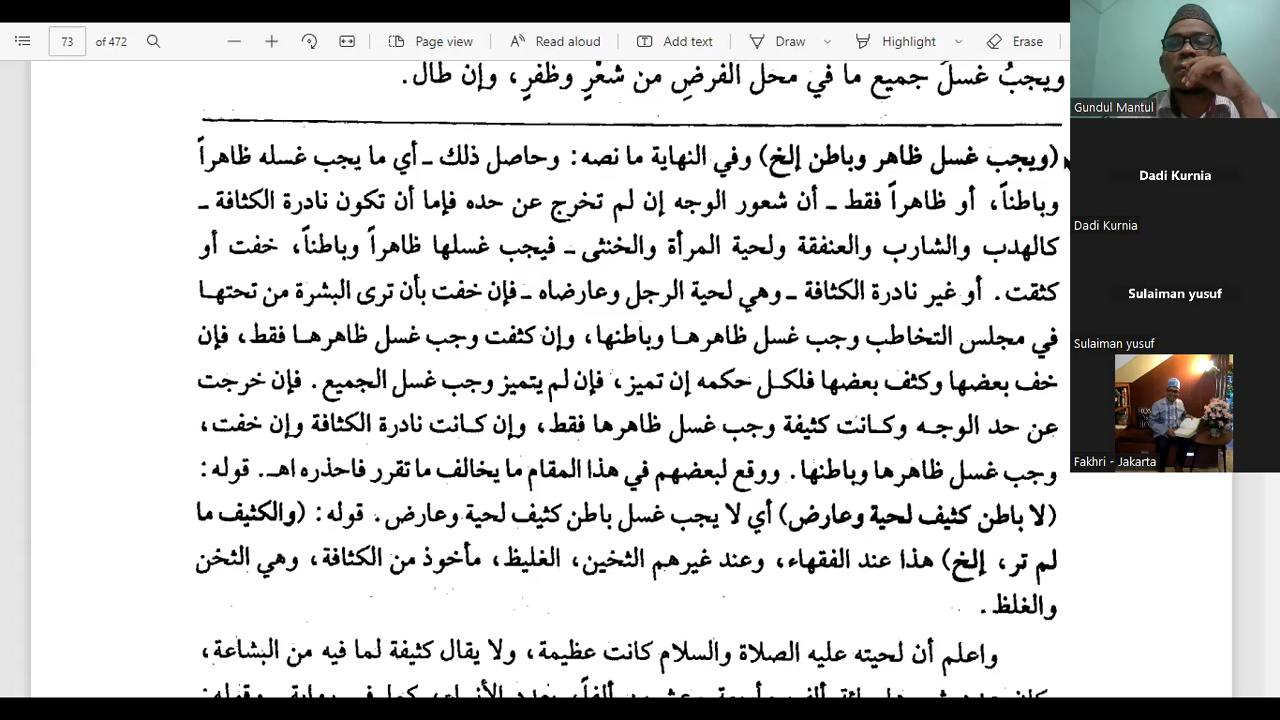 73 of 472 Page view Read aloud Add text Draw Highlight Erase
ويجبُ غسلَ جميع ما في محل الفرضِ من شعْرٍ وظفرٍ، وإن طال.
(ويجب غسل ظاهر وباطن إلخ) وفي النهاية ما نصه: وحاصل ذلك ـ أي ما يجب غسله ظاهراً
وباطناً، أو ظاهراً فقط ـ أن شعور الوجه إن لم تخرج عن حده فإما أن تكون نادرة الكثافة ـ
كالهدب والشارب والعنفقة ولحية المرأة والخنثى ـ فيجب غسلها ظاهراً وباطناً، خفت أو
كثقت. أو غير نادرة الكثافة ـ وهي لحية الرجل وعارضاه ـ فإن خفت بأن ترى البشرة من تحتها
في مجلس التخاطب وجب غسل ظاهرها وباطنها، وإن كثفت وجب غسل ظاهرها فقط، فإن
خف بعضها وكثف بعضها فلكل حكمه إن تميز، فإن لم يتميز وجب غسل الجميع. فإن خرجت
عن حد الوجه وكانت كثيفة وجب غسل ظاهرها فقط، وإن كانت نادرة الكثافة وإن خفت،
وجب غسل ظاهرها وباطنها. ووقع لبعضهم في هذا المقام ما يخالف ما تقرر فاحذره اهـ. قوله:
(لا باطن كثيف لحية وعارض) أي لا يجب غسل باطن كثيف لحية وعارض. قوله: (والكثيف ما
لم تر، إلخ) هذا عند الفقهاء، وعند غيرهم الثخين، الغليظ، مأخوذ من الكثافة، وهي الثخن
والغلظ.
واعلم أن لحيته عليه الصلاة والسلام كانت عظيمة، ولا يقال كثيفة لما فيه من البشاعة،
Gundul Mantul
Dadi Kurnia
Dadi Kurnia
Sulaiman yusuf
Sulaiman yusuf
Fakhri - Jakarta